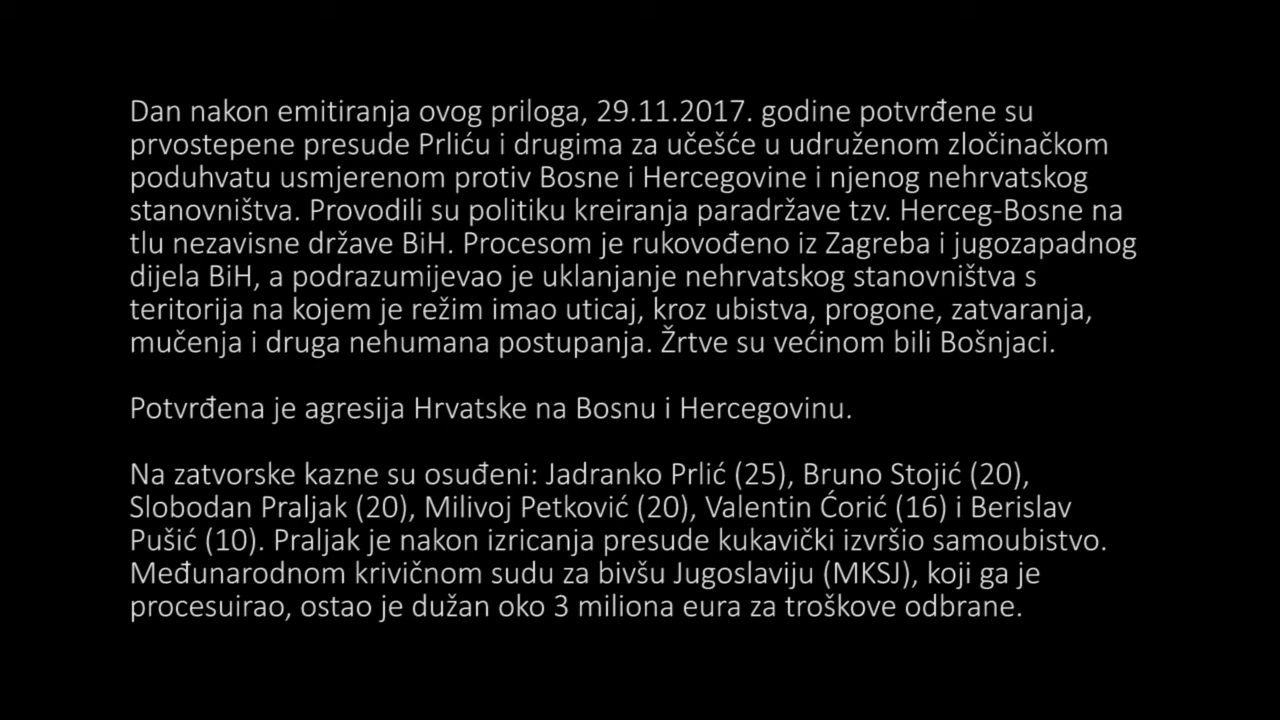 Dan nakon emitiranja ovog priloga, 29.11.2017. godine potvrđene su
prvostepene presude Prliću i drugima za učešće u udruženom zločinačkom
poduhvatu usmjerenom protiv Bosne i Hercegovine i njenog nehrvatskog
stanovništva. Provodili su politiku kreiranja paradržave tzv. Herceg-Bosne na
tlu nezavisne države BiH. Procesom je rukovođeno iz Zagreba i jugozapadnog
dijela BiH, a podrazumijevao je uklanjanje nehrvatskog stanovništva s
teritorija na kojem je režim imao uticaj, kroz ubistva, progone, zatvaranja,
mučenja i druga nehumana postupanja. Žrtve su većinom bili Bošnjaci.

Potvrđena je agresija Hrvatske na Bosnu i Hercegovinu.

Na zatvorske kazne su osuđeni: Jadranko Prlić (25), Bruno Stojić (20),
Slobodan Praljak (20), Milivoj Petković (20), Valentin Ćorić (16) i Berislav
Pušić (10). Praljak je nakon izricanja presude kukavički izvršio samoubistvo.
Međunarodnom krivičnom sudu za bivšu Jugoslaviju (MKSJ), koji ga je
procesuirao, ostao je dužan oko 3 miliona eura za troškove odbrane.